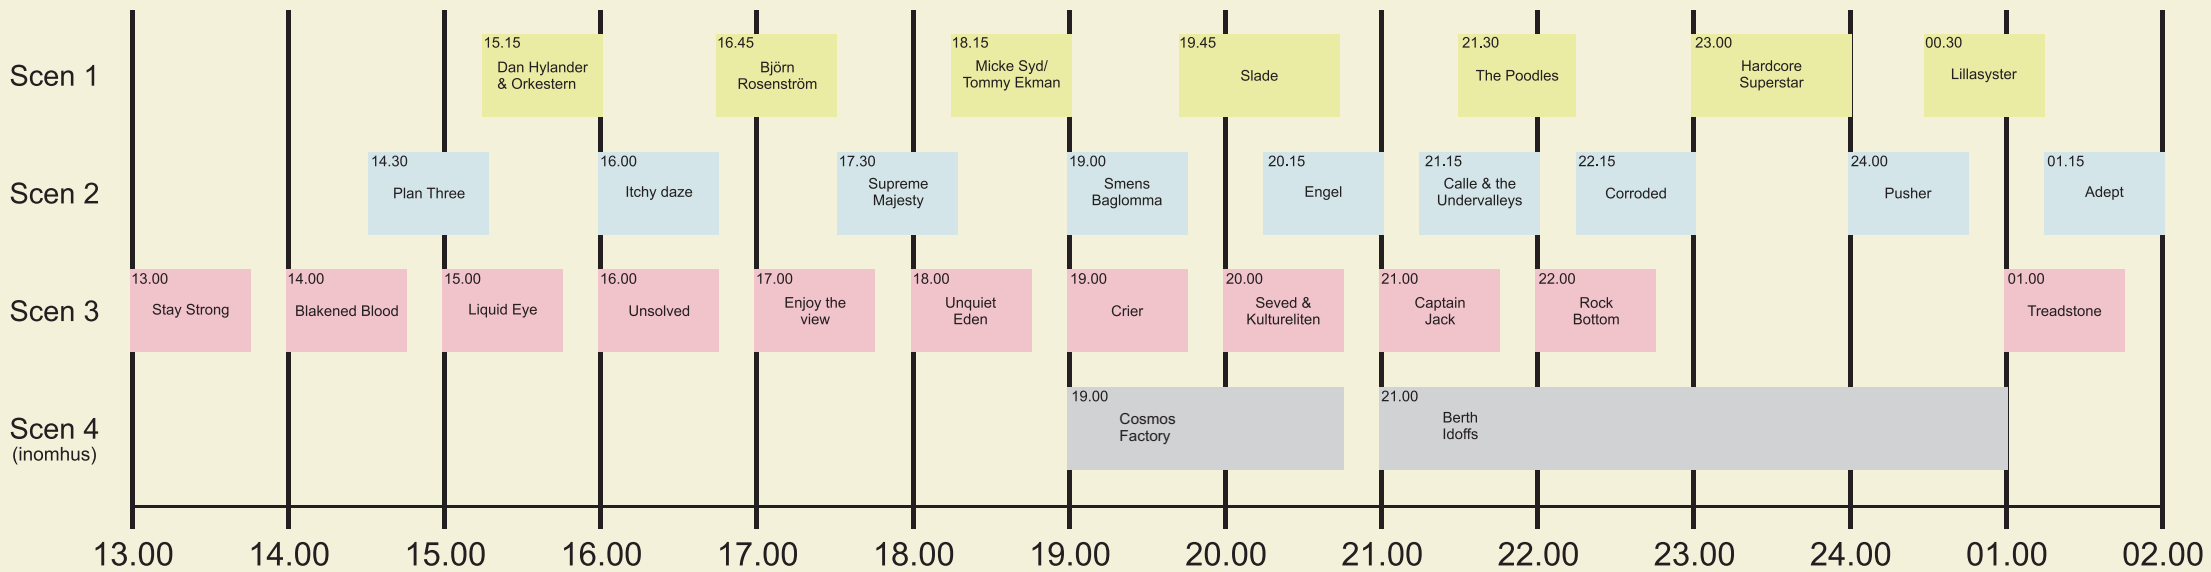 Scen 1
15.15
Dan Hylander
& Orkestern
16.45
Björn
Rosenström
18.15
Micke Syd/
Tommy Ekman
19.45
Slade
21.30
The Poodles
23.00
Hardcore
Superstar
00.30
Lillasyster
Scen 2
14.30
Plan Three
16.00
Itchy daze
17.30
Supreme
Majesty
19.00
Smens
Baglomma
20.15
Engel
21.15
Calle & the
Undervalleys
22.15
Corroded
24.00
Pusher
01.15
Adept
Scen 3
13.00
Stay Strong
14.00
Blakened Blood
15.00
Liquid Eye
16.00
Unsolved
17.00
Enjoy the
view
18.00
Unquiet
Eden
19.00
Crier
20.00
Seved &
Kultureliten
21.00
Captain
Jack
22.00
Rock
Bottom
01.00
Treadstone
Scen 4
(inomhus)
19.00
Cosmos
Factory
21.00
Berth
Idoffs
13.00 14.00 15.00 16.00 17.00 18.00 19.00 20.00 21.00 22.00 23.00 24.00 01.00 02.00